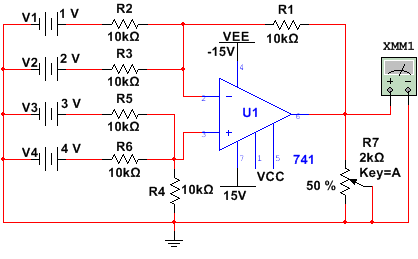 V1 1 V R2 10kΩ R1 10kΩ
VEE -15V 4
XMM1
V2 2 V R3 10kΩ
2 U1 6
V3 3 V R5 10kΩ
3
V4 4 V R6 10kΩ
7 1 5 741
VCC
15V
R4 10kΩ
R7
2kΩ
Key=A
50 %